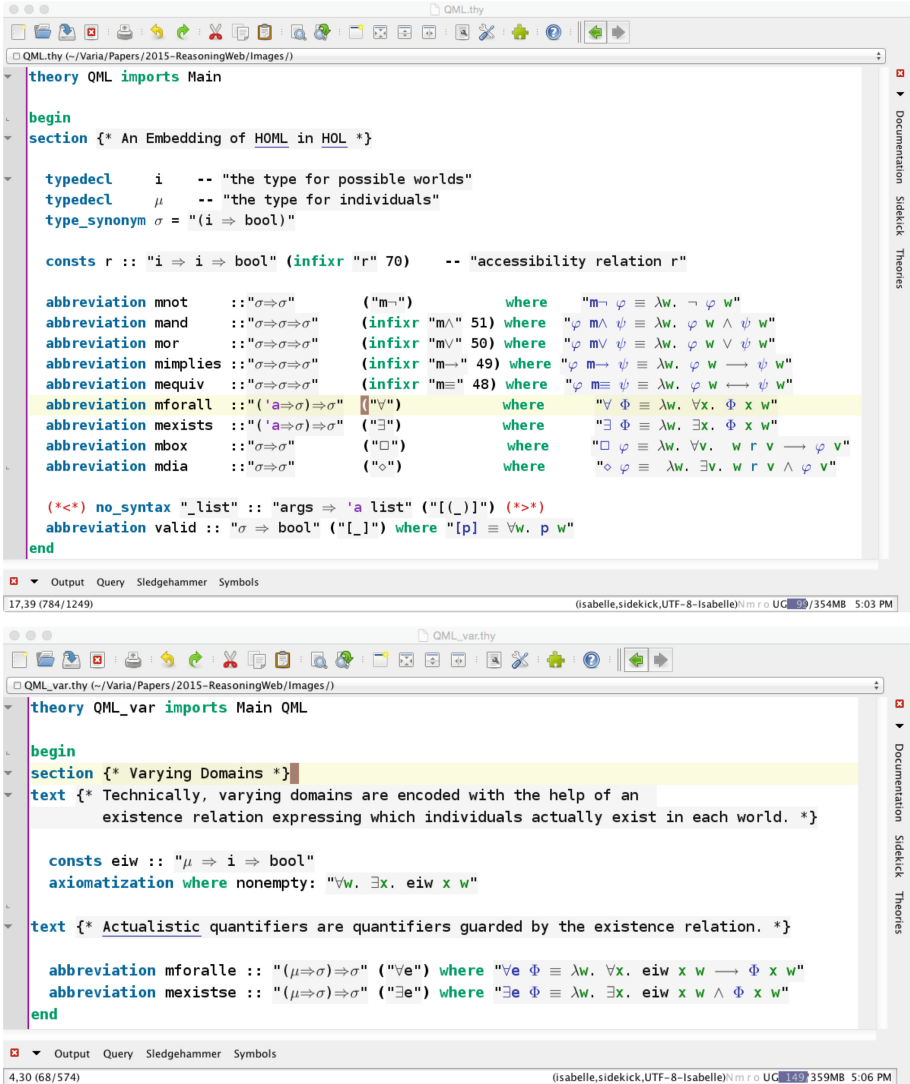 QML.thy
QML.thy (~/Varia/Papers/2015-ReasoningWeb/Images/)
theory QML imports Main
begin
section {* An Embedding of HOML in HOL *}
typedecl i -- "the type for possible worlds"
typedecl μ -- "the type for individuals"
type_synonym σ = "(i ⇒ bool)"
consts r :: "i ⇒ i ⇒ bool" (infixr "r" 70) -- "accessibility relation r"
abbreviation mnot ::"σ⇒σ" ("m¬") where "m¬ φ ≡ λw. ¬ φ w"
abbreviation mand ::"σ⇒σ⇒σ" (infixr "m∧" 51) where "φ m∧ ψ ≡ λw. φ w ∧ ψ w"
abbreviation mor ::"σ⇒σ⇒σ" (infixr "m∨" 50) where "φ m∨ ψ ≡ λw. φ w ∨ ψ w"
abbreviation mimplies ::"σ⇒σ⇒σ" (infixr "m→" 49) where "φ m→ ψ ≡ λw. φ w ⟶ ψ w"
abbreviation mequiv ::"σ⇒σ⇒σ" (infixr "m≡" 48) where "φ m≡ ψ ≡ λw. φ w ⟷ ψ w"
abbreviation mforall ::"('a⇒σ)⇒σ" ("∀") where "∀ Φ ≡ λw. ∀x. Φ x w"
abbreviation mexists ::"('a⇒σ)⇒σ" ("∃") where "∃ Φ ≡ λw. ∃x. Φ x w"
abbreviation mbox ::"σ⇒σ" ("□") where "□ φ ≡ λw. ∀v. w r v ⟶ φ v"
abbreviation mdia ::"σ⇒σ" ("⋄") where "⋄ φ ≡ λw. ∃v. w r v ∧ φ v"
(*<*) no_syntax "_list" :: "args ⇒ 'a list" ("[(_)]") (*>*)
abbreviation valid :: "σ ⇒ bool" ("[_]") where "[p] ≡ ∀w. p w"
end
Documentation Sidekick Theories
Output Query Sledgehammer Symbols
17,39 (784/1249) (isabelle,sidekick,UTF-8-Isabelle)N m r o UG 99/354MB 5:03 PM
QML_var.thy
QML_var.thy (~/Varia/Papers/2015-ReasoningWeb/Images/)
theory QML_var imports Main QML
begin
section {* Varying Domains *}
text {* Technically, varying domains are encoded with the help of an
existence relation expressing which individuals actually exist in each world. *}
consts eiw :: "μ ⇒ i ⇒ bool"
axiomatization where nonempty: "∀w. ∃x. eiw x w"
text {* Actualistic quantifiers are quantifiers guarded by the existence relation. *}
abbreviation mforalle :: "(μ⇒σ)⇒σ" ("∀e") where "∀e Φ ≡ λw. ∀x. eiw x w ⟶ Φ x w"
abbreviation mexistse :: "(μ⇒σ)⇒σ" ("∃e") where "∃e Φ ≡ λw. ∃x. eiw x w ∧ Φ x w"
end
Documentation Sidekick Theories
Output Query Sledgehammer Symbols
4,30 (68/574) (isabelle,sidekick,UTF-8-Isabelle)N m r o UG 149/359MB 5:06 PM